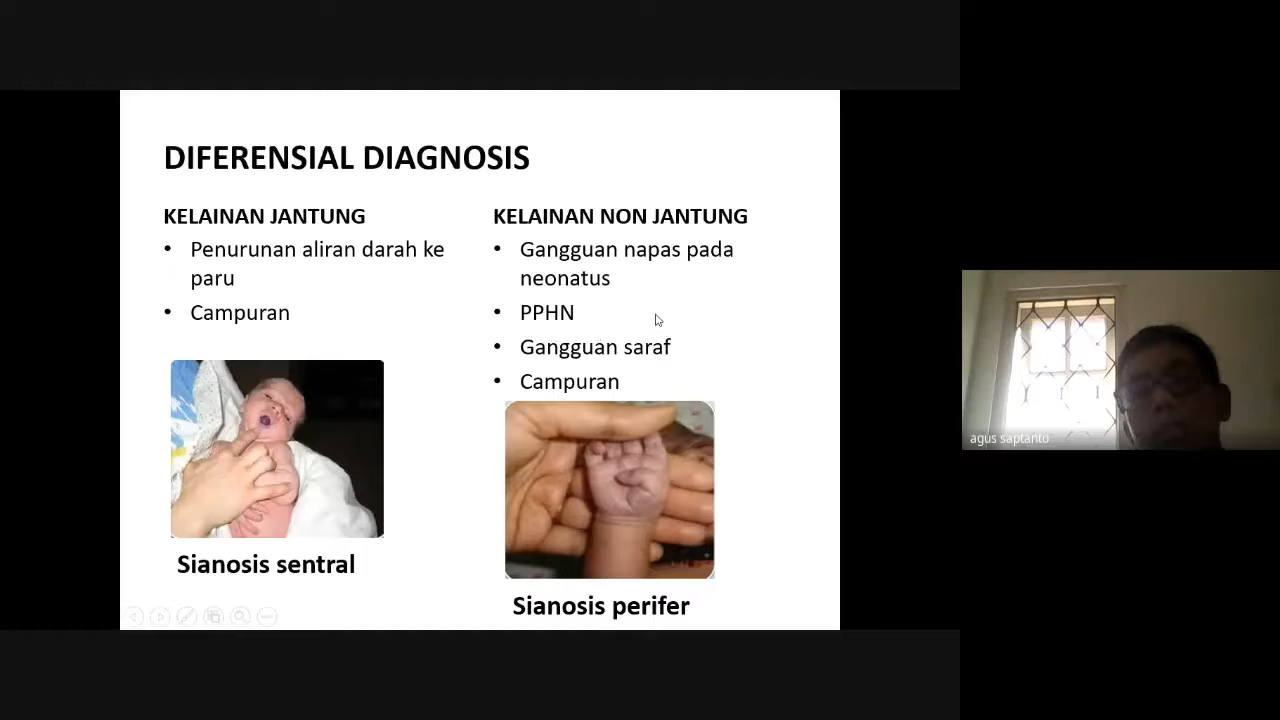 DIFERENSIAL DIAGNOSIS
KELAINAN JANTUNG
• Penurunan aliran darah ke
paru
• Campuran
Sianosis sentral
KELAINAN NON JANTUNG
• Gangguan napas pada
neonatus
• PPHN
• Gangguan saraf
• Campuran
Sianosis perifer
agus saptanto